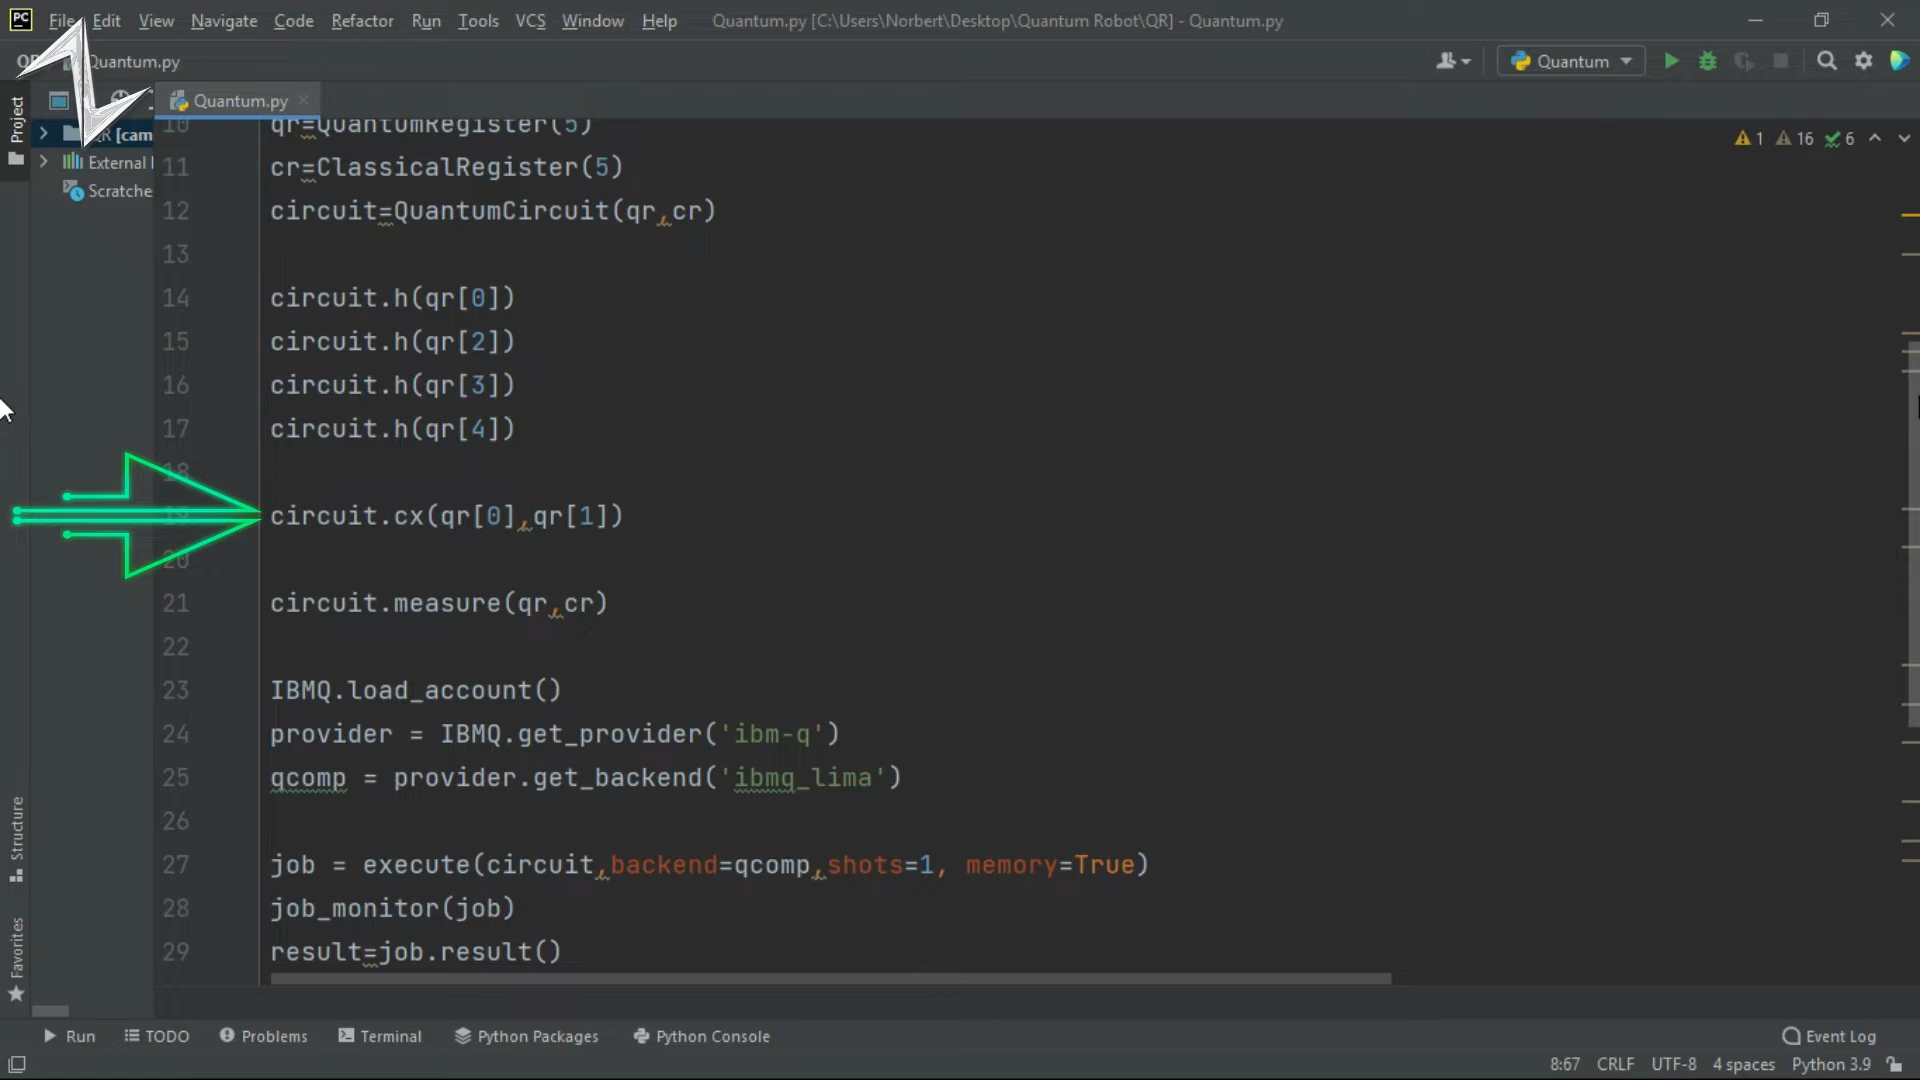 PC File Edit View Navigate Code Refactor Run Tools VCS Window Help Quantum.py [C:\Users\Norbert\Desktop\Quantum Robot\QR] - Quantum.py
Quantum.py
Quantum
Project
Quantum.py
QR [cam
External
Scratche
1 16 6
10 qr=QuantumRegister(5)
11 cr=ClassicalRegister(5)
12 circuit=QuantumCircuit(qr,cr)
13
14 circuit.h(qr[0])
15 circuit.h(qr[2])
16 circuit.h(qr[3])
17 circuit.h(qr[4])
18
19 circuit.cx(qr[0],qr[1])
20
21 circuit.measure(qr,cr)
22
23 IBMQ.load_account()
24 provider = IBMQ.get_provider('ibm-q')
25 qcomp = provider.get_backend('ibmq_lima')
26
27 job = execute(circuit,backend=qcomp,shots=1, memory=True)
28 job_monitor(job)
29 result=job.result()
Structure
Favorites
Run TODO Problems Terminal Python Packages Python Console Event Log
8:67 CRLF UTF-8 4 spaces Python 3.9